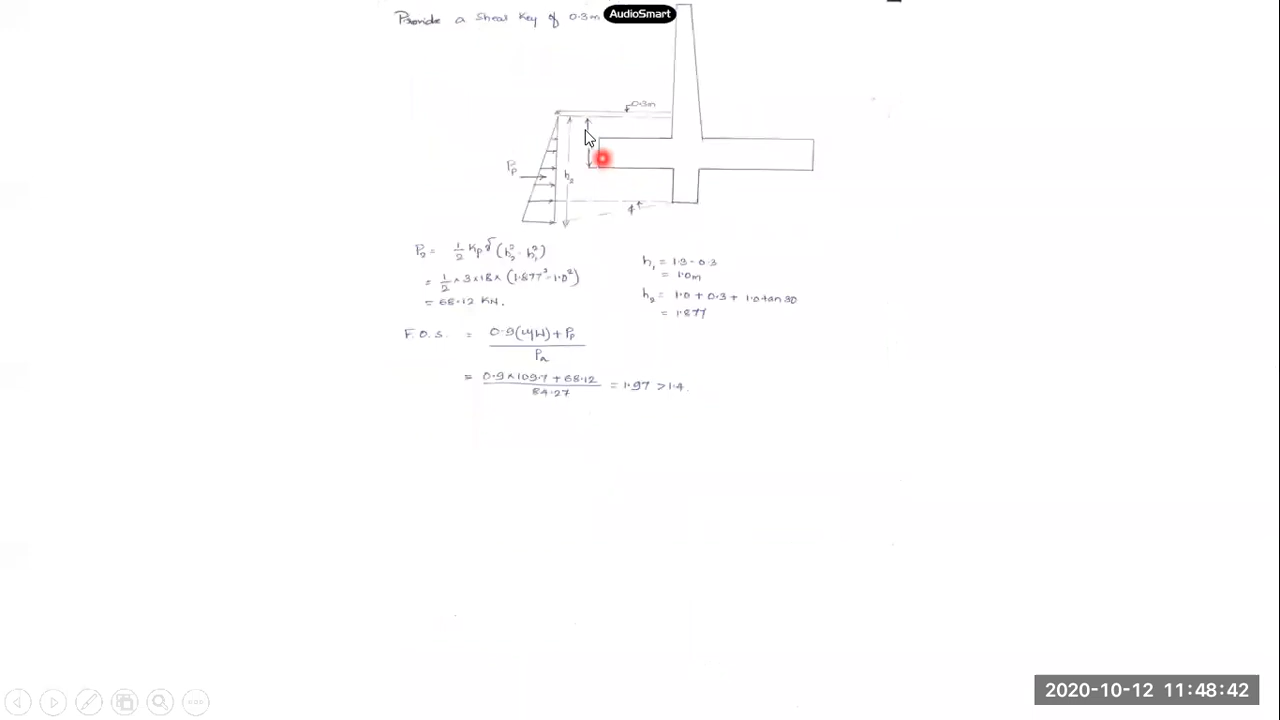 Provide a Shear Key of 0.3m
AudioSmart
0.3m
Pp
h2
φ
P2 = 1/2 Kp γ (h2² - h1²)
= 1/2 × 3 × 18 × (1.877² - 1.0²)
= 68.12 KN.
h1 = 1.3 - 0.3
= 1.0m
h2 = 1.0 + 0.3 + 1.0 tan 30
= 1.877
F.O.S. = 0.9(μW) + Pp / Pa
= 0.9 × 109.7 + 68.12 / 84.27 = 1.97 > 1.4.
2020-10-12 11:48:42